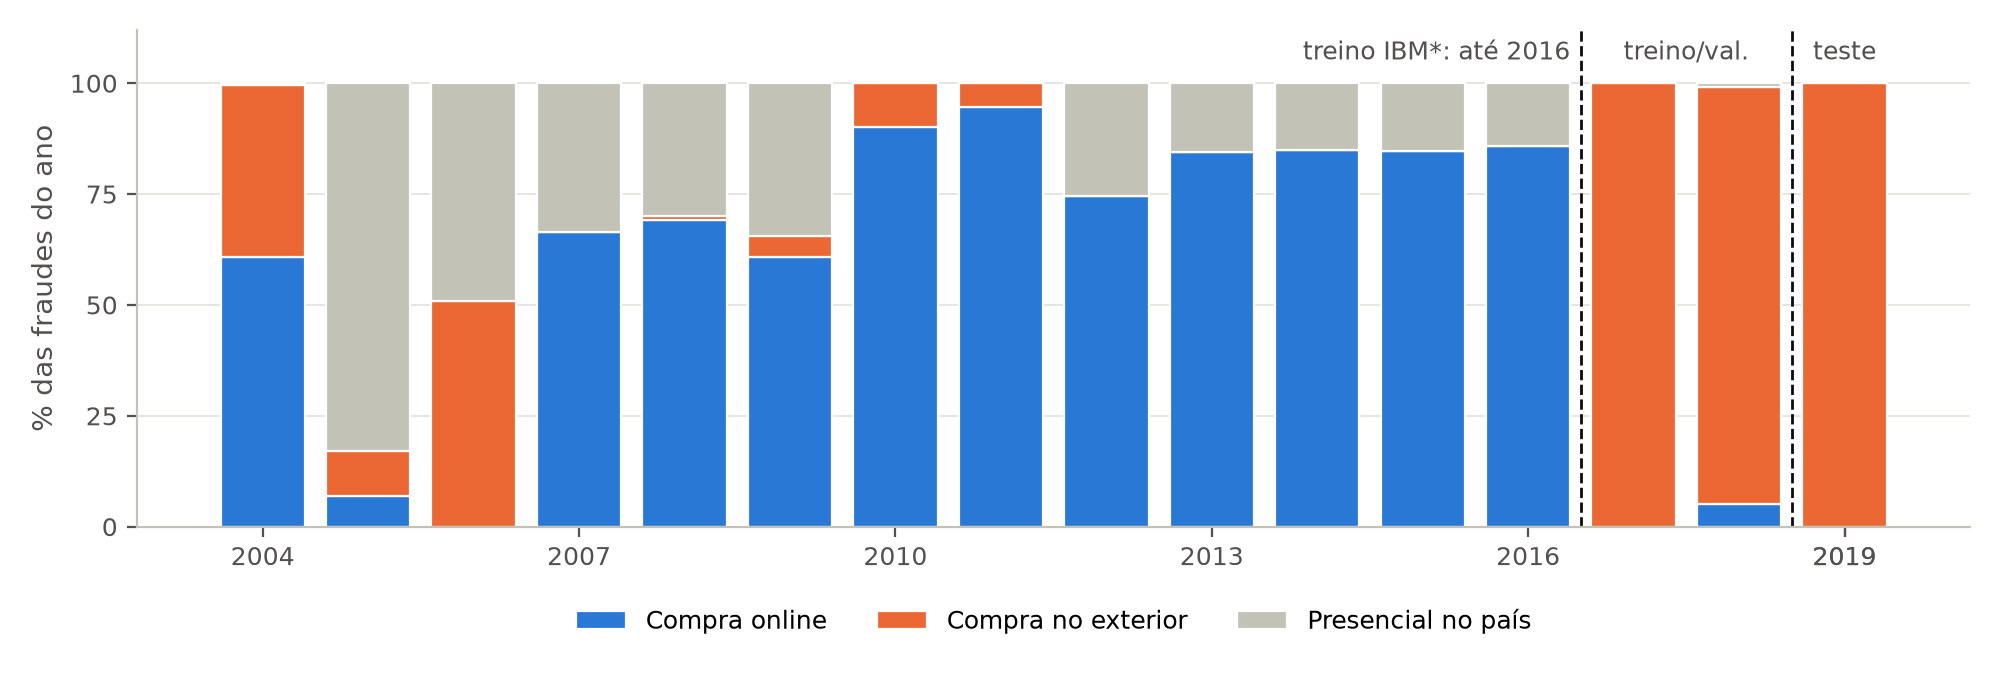 treino IBM*: até 2016 treino/val. teste
% das fraudes do ano
100
75
50
25
0
2004 2007 2010 2013 2016 2019
Compra online Compra no exterior Presencial no país